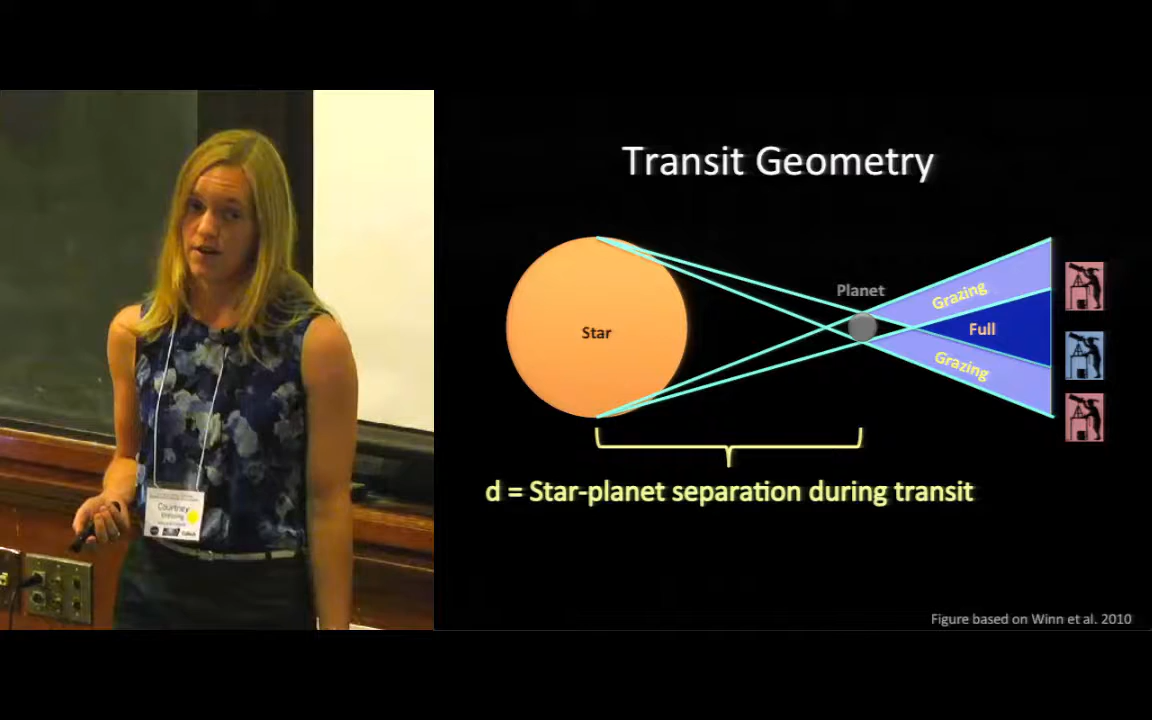 Transit Geometry
Planet
Grazing
Star
Full
Grazing
d = Star-planet separation during transit
Courtney
Figure based on Winn et al. 2010